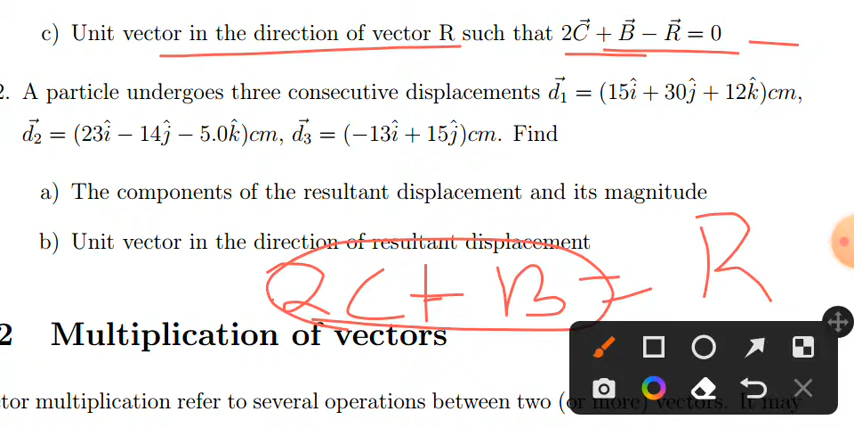 c) Unit vector in the direction of vector R such that 2C⃗ + B⃗ − R⃗ = 0
2. A particle undergoes three consecutive displacements d⃗₁ = (15î + 30ĵ + 12k̂)cm,
d⃗₂ = (23î − 14ĵ − 5.0k̂)cm, d⃗₃ = (−13î + 15ĵ)cm. Find
a) The components of the resultant displacement and its magnitude
b) Unit vector in the direction of resultant displacement
2C + B = R
2 Multiplication of vectors
tor multiplication refer to several operations between two (or more) vectors. It may